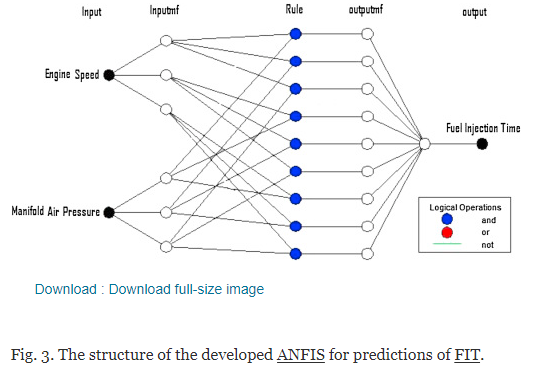 Input
Inputmf
Rule
outputmf
output
Engine Speed
Fuel Injection Time
Manifold Air Pressure
Logical Operations
and
or
not
Download : Download full-size image
Fig. 3. The structure of the developed ANFIS for predictions of FIT.